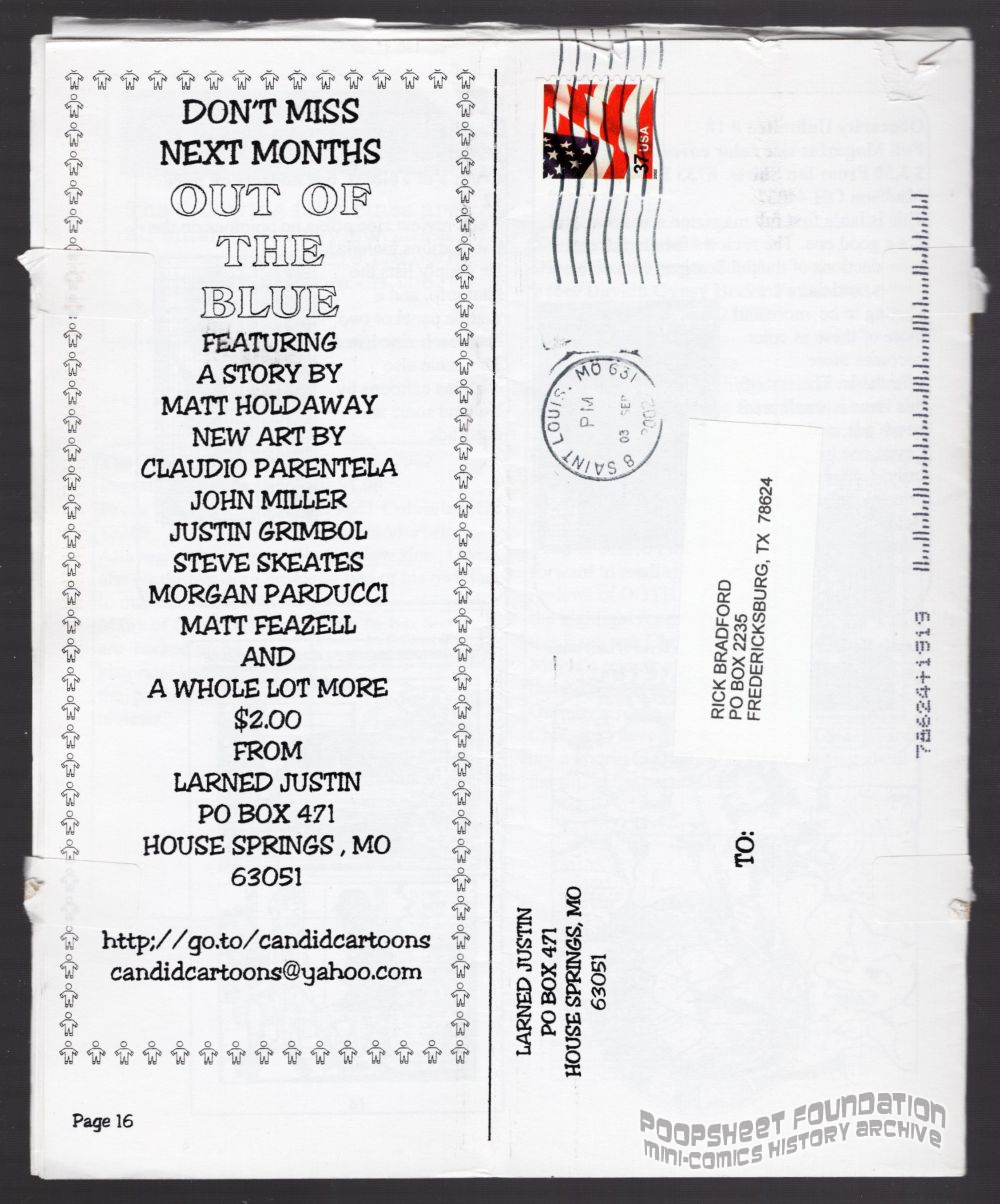 DON'T MISS
NEXT MONTHS
OUT OF
THE
BLUE
FEATURING
A STORY BY
MATT HOLDAWAY
NEW ART BY
CLAUDIO PARENTELA
JOHN MILLER
JUSTIN GRIMBOL
STEVE SKEATES
MORGAN PARDUCCI
MATT FEAZELL
AND
A WHOLE LOT MORE
$2.00
FROM
LARNED JUSTIN
PO BOX 471
HOUSE SPRINGS , MO
63051
http;//go.to/candidcartoons
candidcartoons@yahoo.com
Page 16
37 USA
SAINT LOUIS, MO 631
PM
03 SEP
2002
8
RICK BRADFORD
PO BOX 2235
FREDERICKSBURG, TX 78624
78624+1919
TO:
LARNED JUSTIN
PO BOX 471
HOUSE SPRINGS, MO
63051
POOPSHEET FOUNDATION
MINI-COMICS HISTORY ARCHIVE